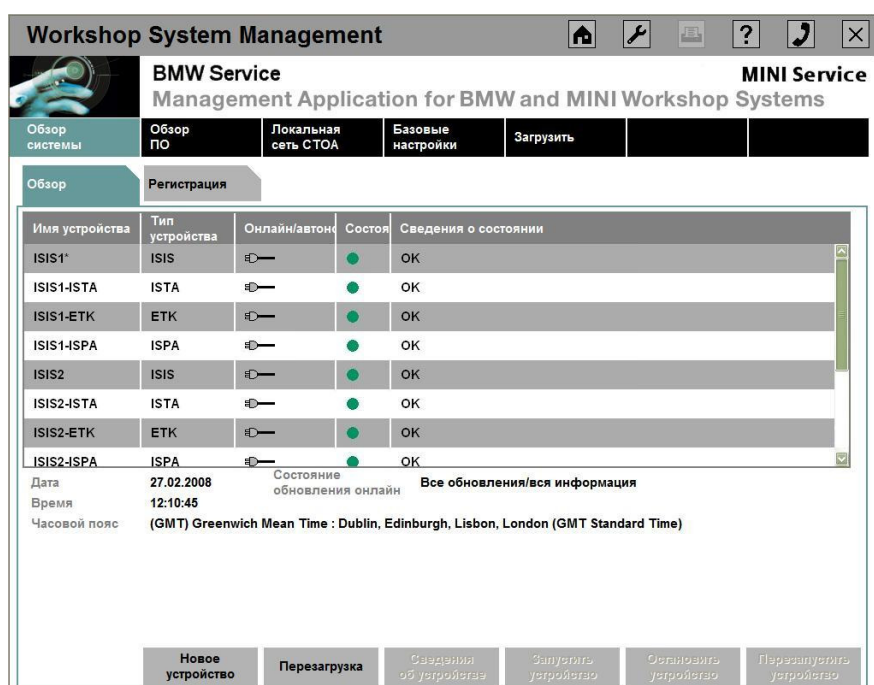 Workshop System Management
?
BMW Service
MINI Service
Management Application for BMW and MINI Workshop Systems
Обзор
системы
Обзор
ПО
Локальная
сеть СТОА
Базовые
настройки
Загрузить
Обзор
Регистрация
Имя устройства Тип устройства Онлайн/автоно Состоя Сведения о состоянии
ISIS1* ISIS OK
ISIS1-ISTA ISTA OK
ISIS1-ETK ETK OK
ISIS1-ISPA ISPA OK
ISIS2 ISIS OK
ISIS2-ISTA ISTA OK
ISIS2-ETK ETK OK
ISIS2-ISPA ISPA OK
Дата 27.02.2008
Состояние
обновления онлайн
Все обновления/вся информация
Время 12:10:45
Часовой пояс (GMT) Greenwich Mean Time : Dublin, Edinburgh, Lisbon, London (GMT Standard Time)
Новое
устройство
Перезагрузка
Сведения
об устройстве
Запустить
устройство
Остановить
устройство
Перезапустить
устройство